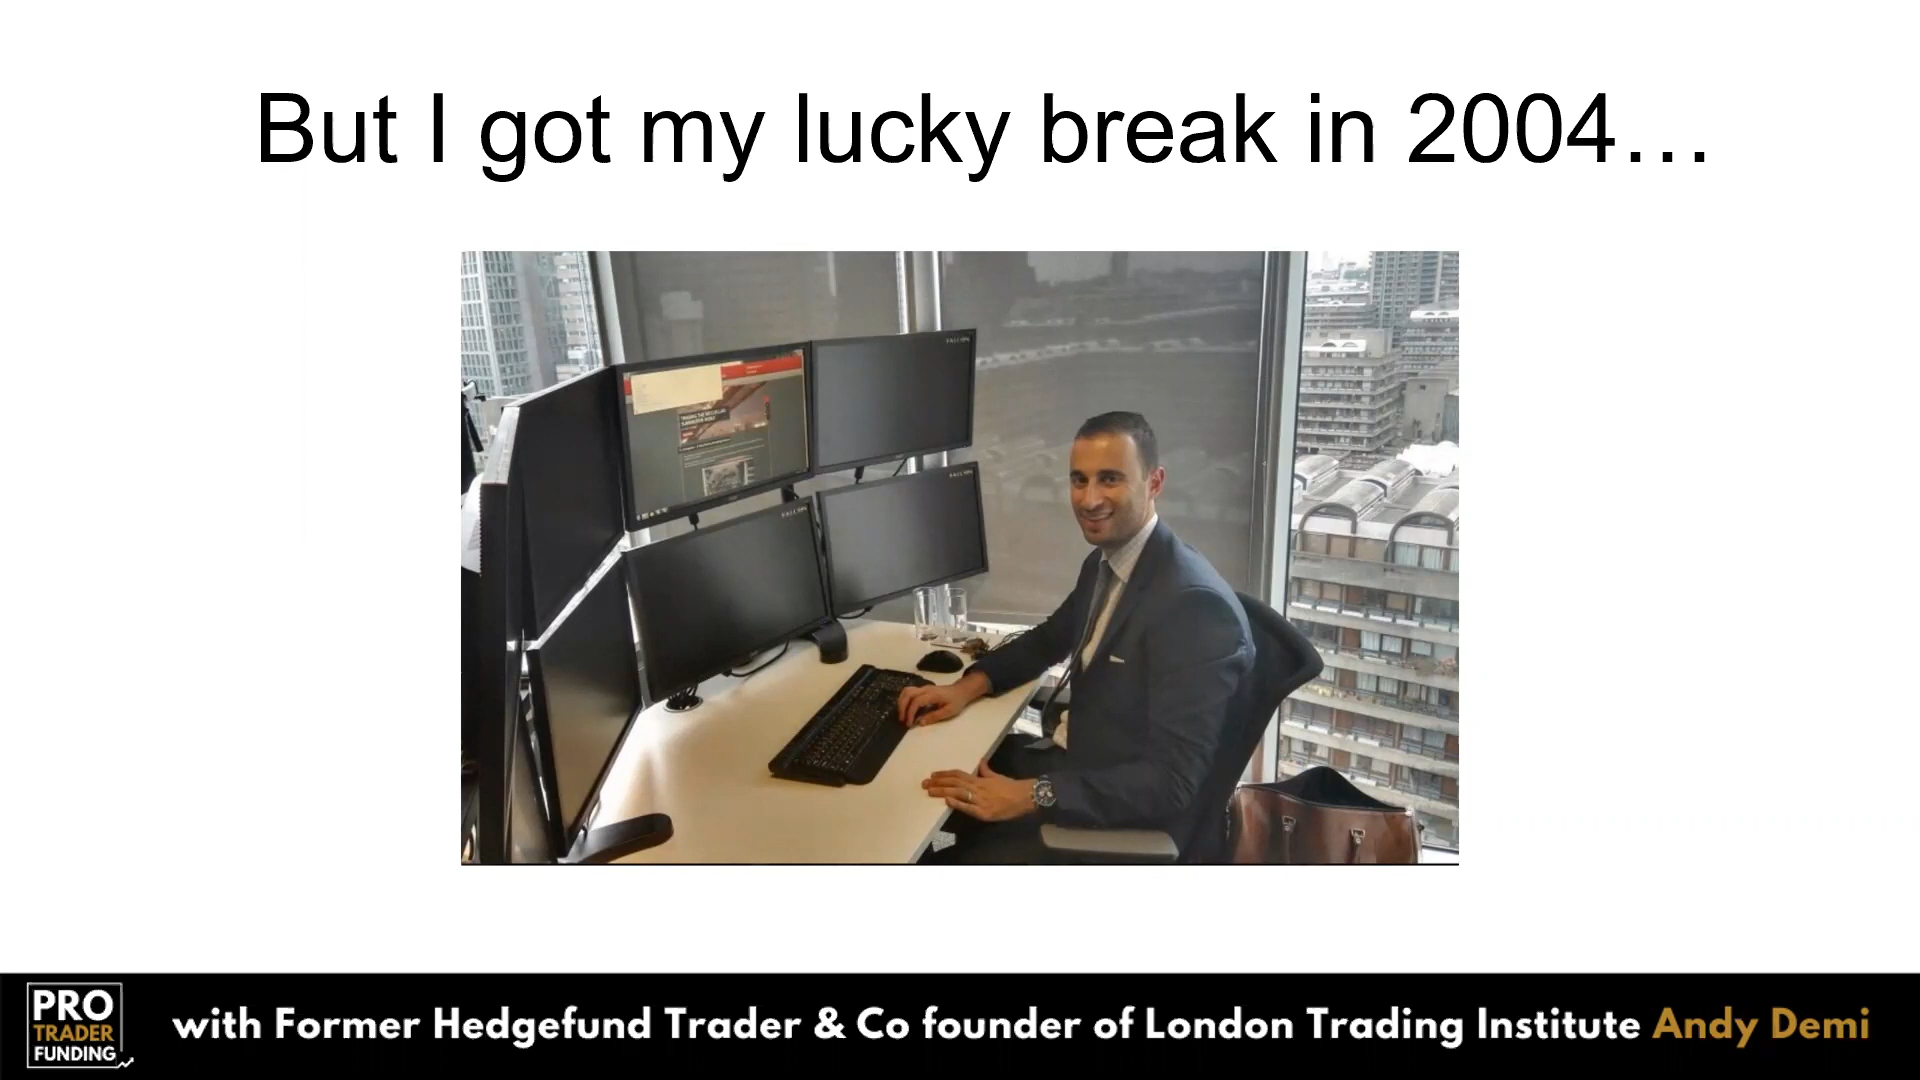 But I got my lucky break in 2004…
PRO
TRADER
FUNDING
with Former Hedgefund Trader & Co founder of London Trading Institute Andy Demi